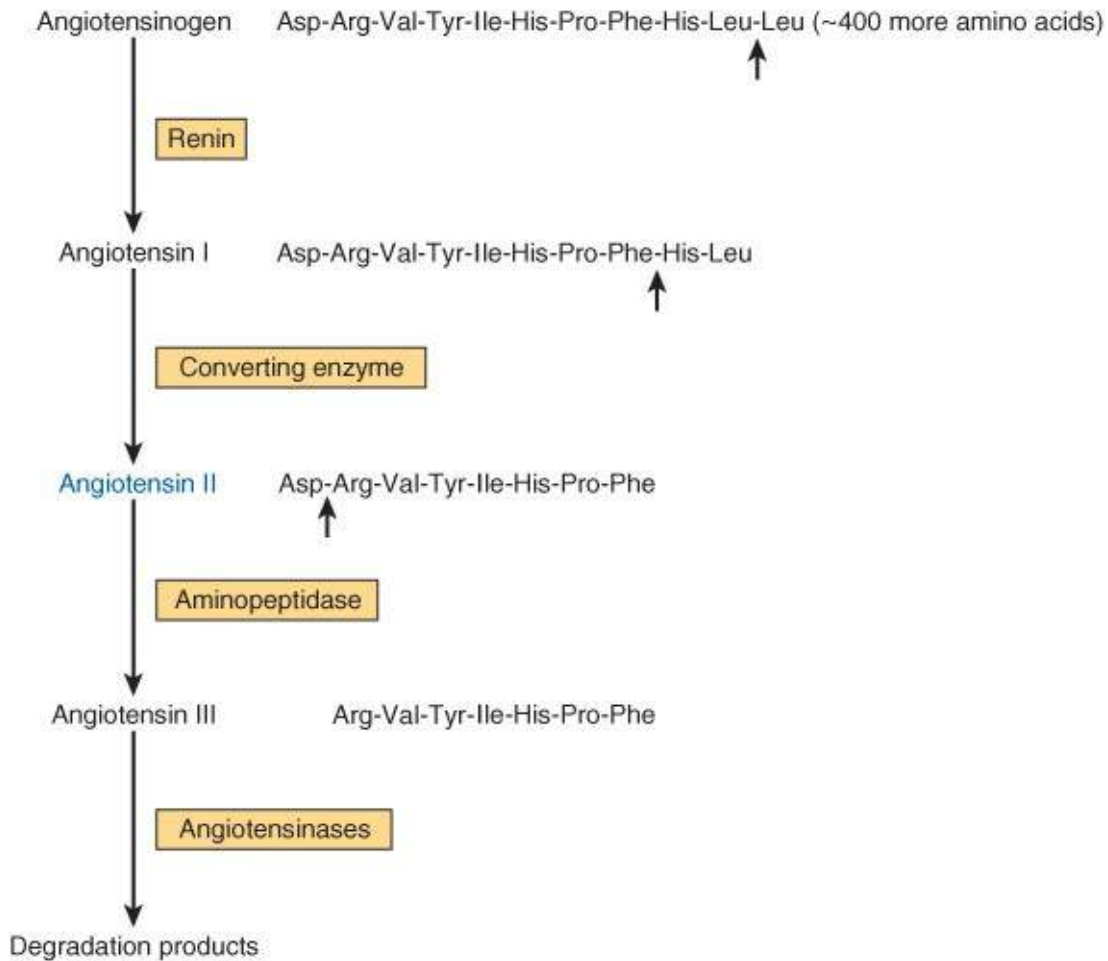 Angiotensinogen Asp-Arg-Val-Tyr-Ile-His-Pro-Phe-His-Leu-Leu (~400 more amino acids)
Renin
Angiotensin I Asp-Arg-Val-Tyr-Ile-His-Pro-Phe-His-Leu
Converting enzyme
Angiotensin II Asp-Arg-Val-Tyr-Ile-His-Pro-Phe
Aminopeptidase
Angiotensin III Arg-Val-Tyr-Ile-His-Pro-Phe
Angiotensinases
Degradation products